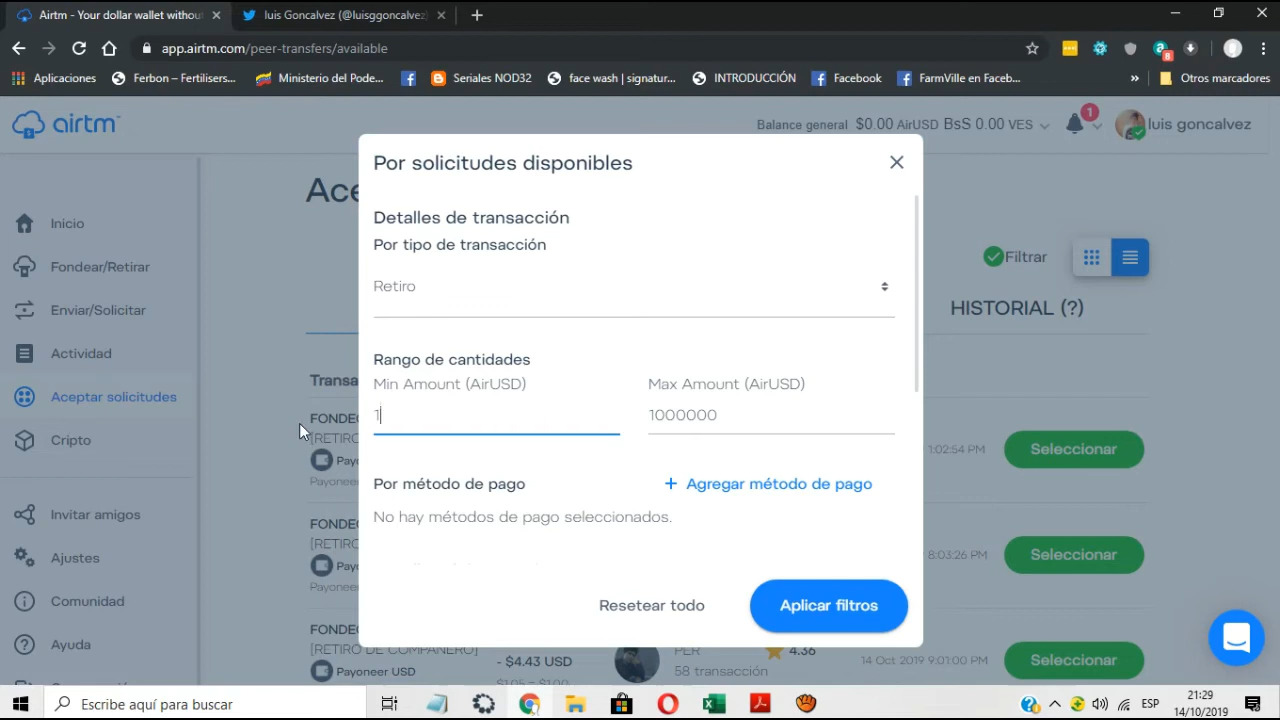 Airtm - Your dollar wallet without
luis Goncalvez (@luisggoncalvez)
app.airtm.com/peer-transfers/available
8
Aplicaciones
Ferbon – Fertilisers...
Ministerio del Pode...
Seriales NOD32
face wash | signatur...
INTRODUCCIÓN
Facebook
FarmVille en Faceb...
»
Otros marcadores
airtm
Balance general $0.00 AirUSD BsS 0.00 VES
1
luis goncalvez
Inicio
Fondear/Retirar
Enviar/Solicitar
Actividad
Aceptar solicitudes
Cripto
Invitar amigos
Ajustes
Comunidad
Ayuda
Filtrar
HISTORIAL (?)
Por solicitudes disponibles
Detalles de transacción
Por tipo de transacción
Retiro
Rango de cantidades
Min Amount (AirUSD)
Max Amount (AirUSD)
1
1000000
Por método de pago
+ Agregar método de pago
No hay métodos de pago seleccionados.
Resetear todo
Aplicar filtros
1:02:54 PM
Seleccionar
8:03:26 PM
Seleccionar
[RETIRO DE COMPAÑERO]
Payoneer USD
- $4.43 USD
PER
58 transacción
4.36
14 Oct 2019 9:01:00 PM
Seleccionar
Escribe aquí para buscar
ESP
21:29
14/10/2019